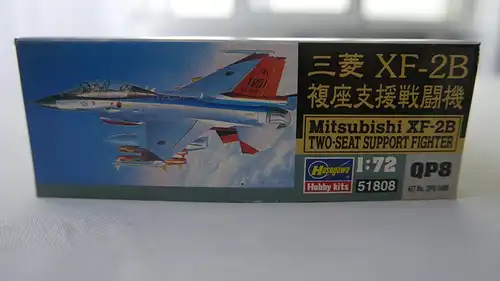 三菱 XF-2B
複座支援戦闘機
Mitsubishi XF-2B
TWO-SEAT SUPPORT FIGHTER
Hasegawa
Hobby kits
1:72
51808
QP8